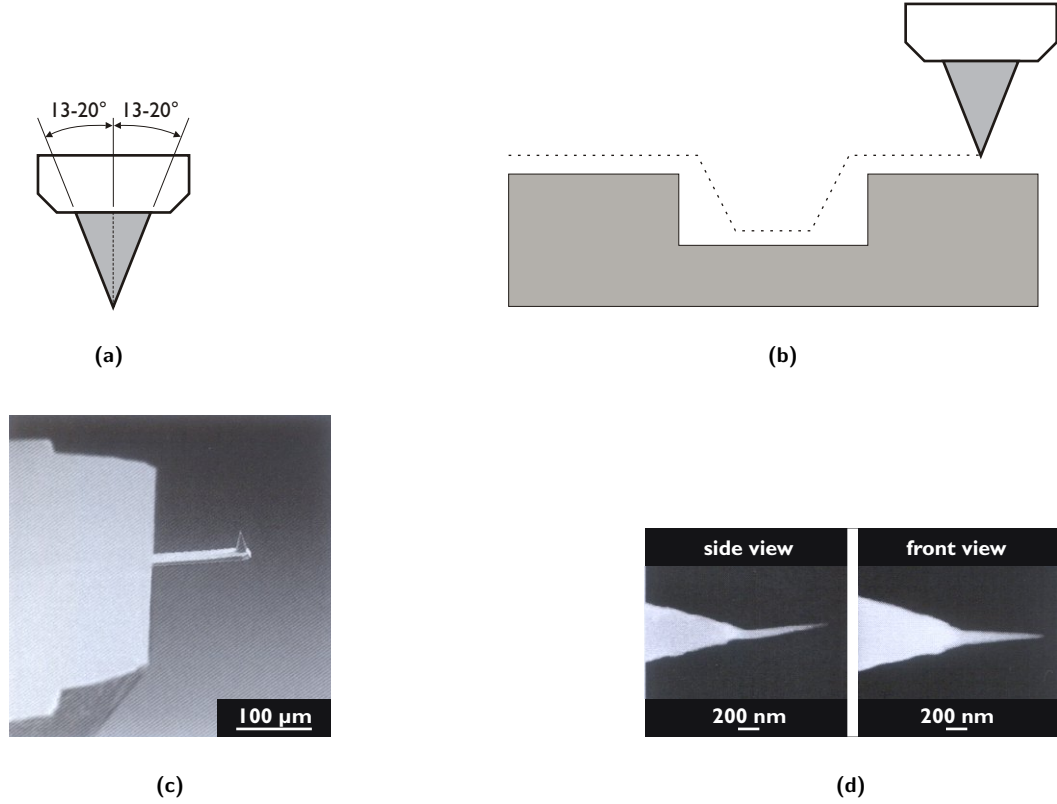 13-20° 13-20°
(a)
(b)
100 µm
(c)
side view
front view
200 nm
200 nm
(d)